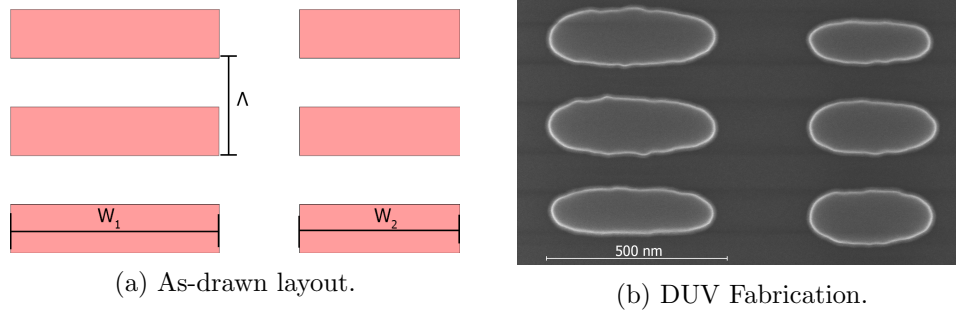 Λ
W₁
W₂
500 nm
(a) As-drawn layout.
(b) DUV Fabrication.